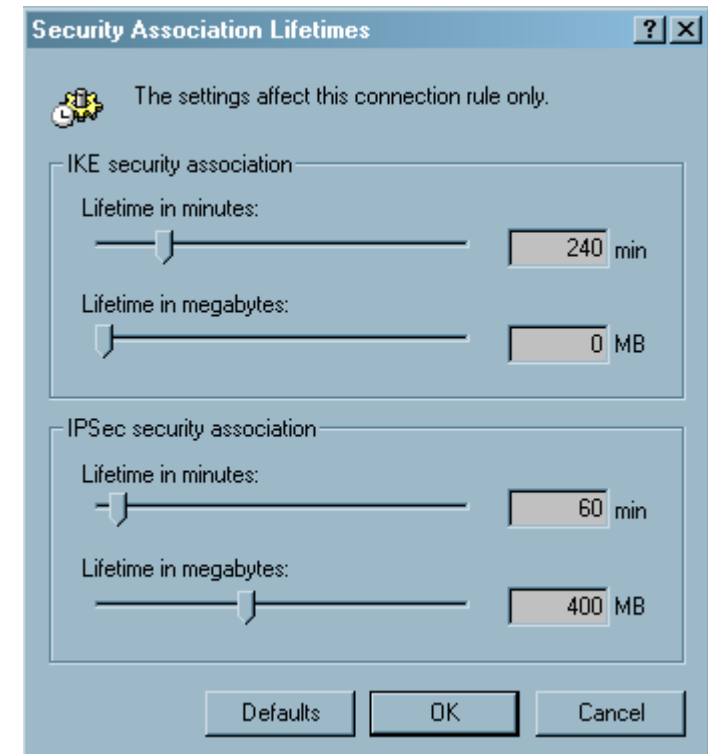 Security Association Lifetimes ? ×
The settings affect this connection rule only.
IKE security association
Lifetime in minutes:
240 min
Lifetime in megabytes:
0 MB
IPSec security association
Lifetime in minutes:
60 min
Lifetime in megabytes:
400 MB
Defaults OK Cancel